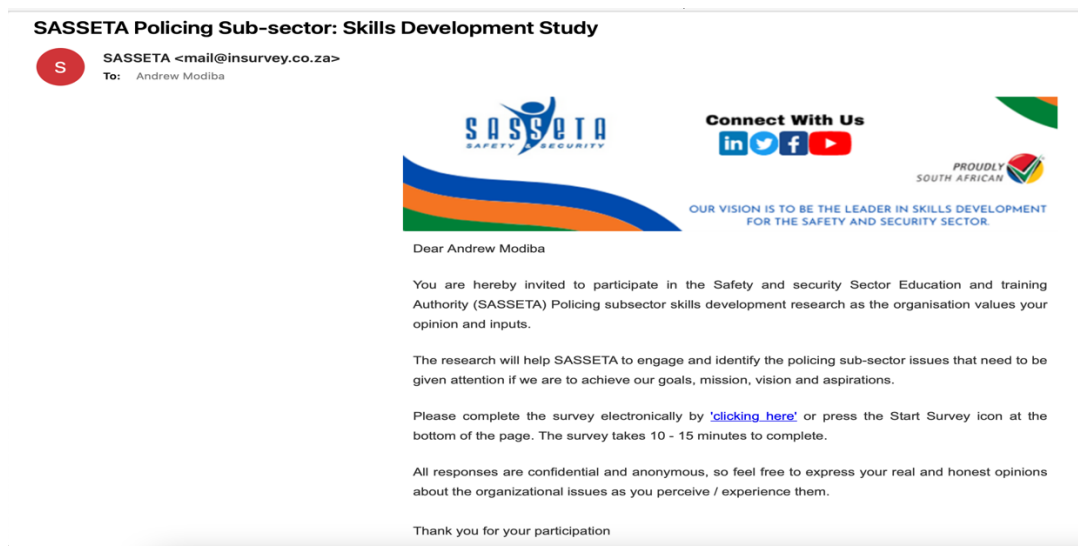 SASSETA Policing Sub-sector: Skills Development Study
S
SASSETA <mail@insurvey.co.za>
To: Andrew Modiba
SASSETA
SAFETY & SECURITY
Connect With Us
in
f
PROUDLY
SOUTH AFRICAN
OUR VISION IS TO BE THE LEADER IN SKILLS DEVELOPMENT
FOR THE SAFETY AND SECURITY SECTOR.
Dear Andrew Modiba
You are hereby invited to participate in the Safety and security Sector Education and training
Authority (SASSETA) Policing subsector skills development research as the organisation values your
opinion and inputs.
The research will help SASSETA to engage and identify the policing sub-sector issues that need to be
given attention if we are to achieve our goals, mission, vision and aspirations.
Please complete the survey electronically by 'clicking here' or press the Start Survey icon at the
bottom of the page. The survey takes 10 - 15 minutes to complete.
All responses are confidential and anonymous, so feel free to express your real and honest opinions
about the organizational issues as you perceive / experience them.
Thank you for your participation